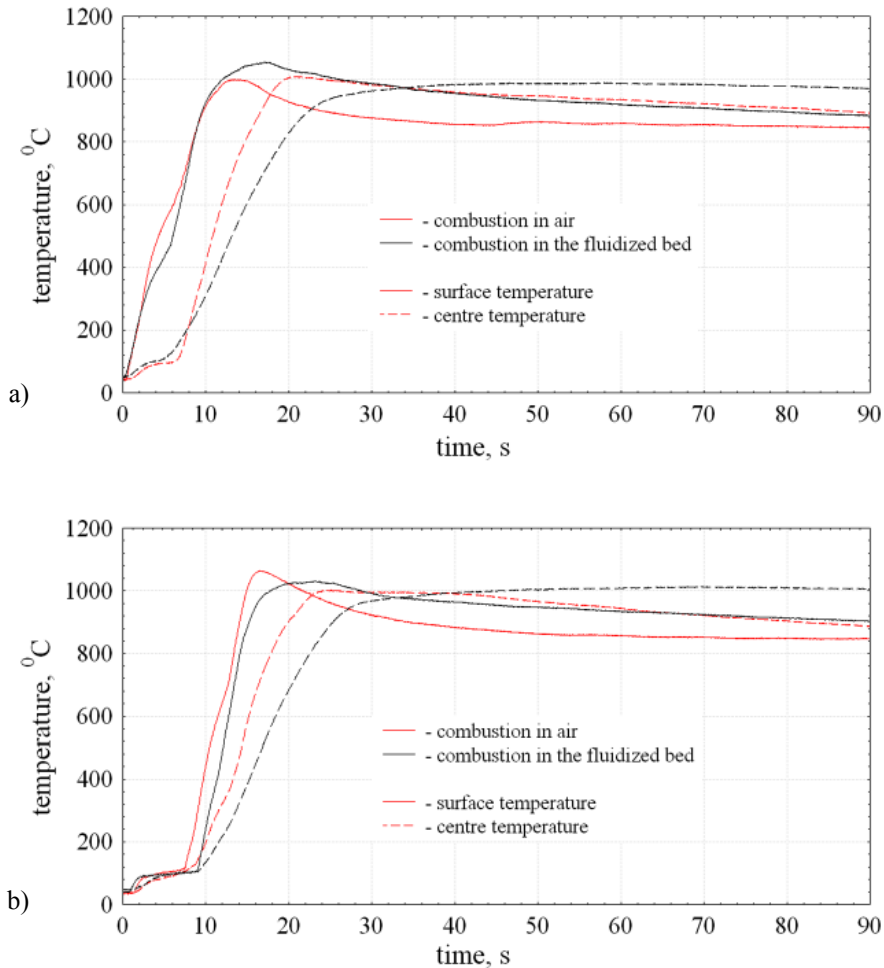 1200
1000
800
600
400
200
0
temperature, ⁰C
- combustion in air
- combustion in the fluidized bed
- surface temperature
- centre temperature
a)
0 10 20 30 40 50 60 70 80 90
time, s
1200
1000
800
600
400
200
0
temperature, ⁰C
- combustion in air
- combustion in the fluidized bed
- surface temperature
- centre temperature
b)
0 10 20 30 40 50 60 70 80 90
time, s